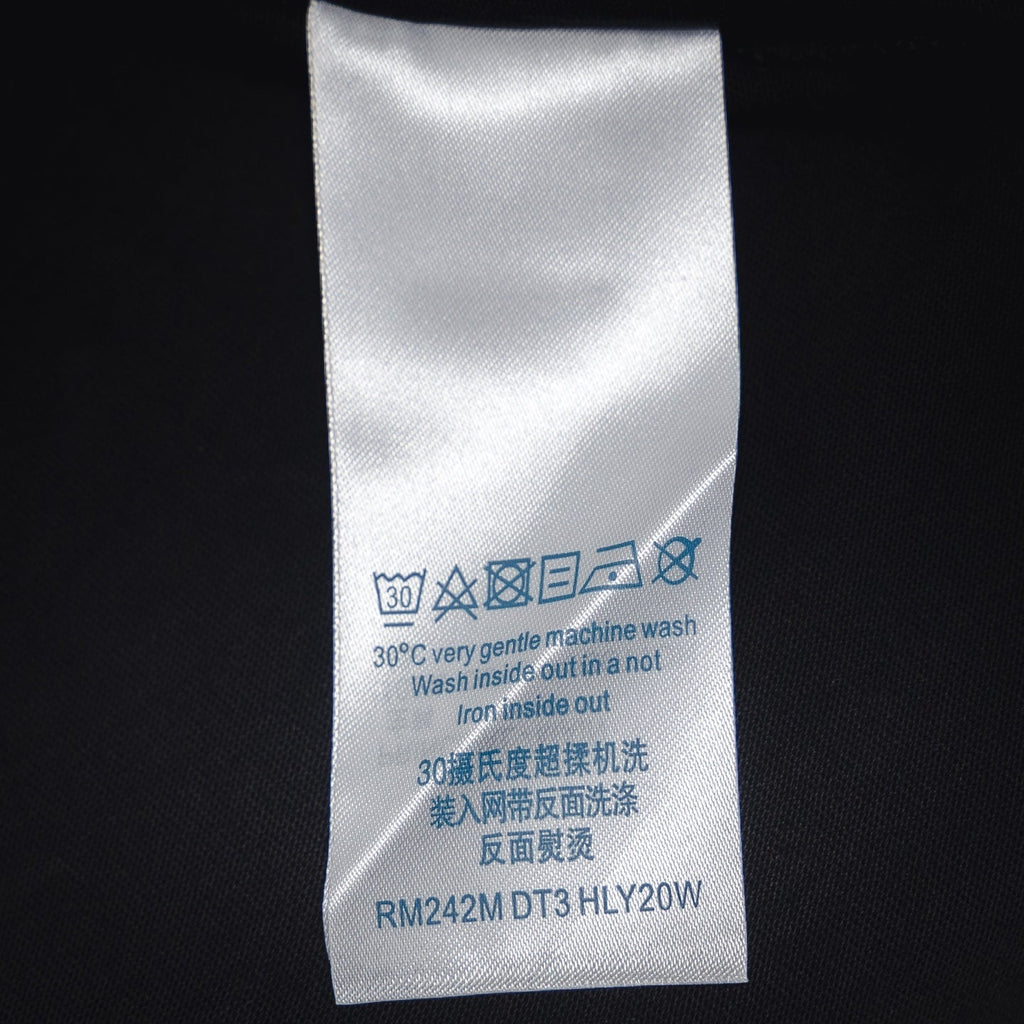 30
30°C very gentle machine wash
Wash inside out in a not
Iron inside out
30摄氏度超揉机洗
装入网带反面洗涤
反面熨烫
RM242M DT3 HLY20W